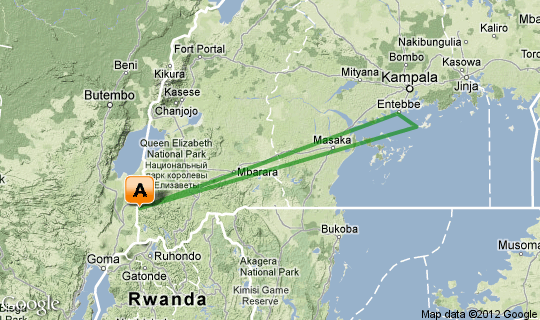 Nakibungulia
Kaliro
Bombo
Fort Portal
Beni
Kikura
Mityana
Kampala
Kasowa
Kasese
Jinja
Butembo
Chanjojo
Entebbe
Queen Elizabeth
National Park
Национальный
парк королевы
Елизаветы
Masaka
Mbarara
A
Bukoba
Musoma
Goma
Ruhondo
Gatonde
Akagera
National Park
Kimisi Game
Reserve
Rwanda
Google
Map data ©2012 Google